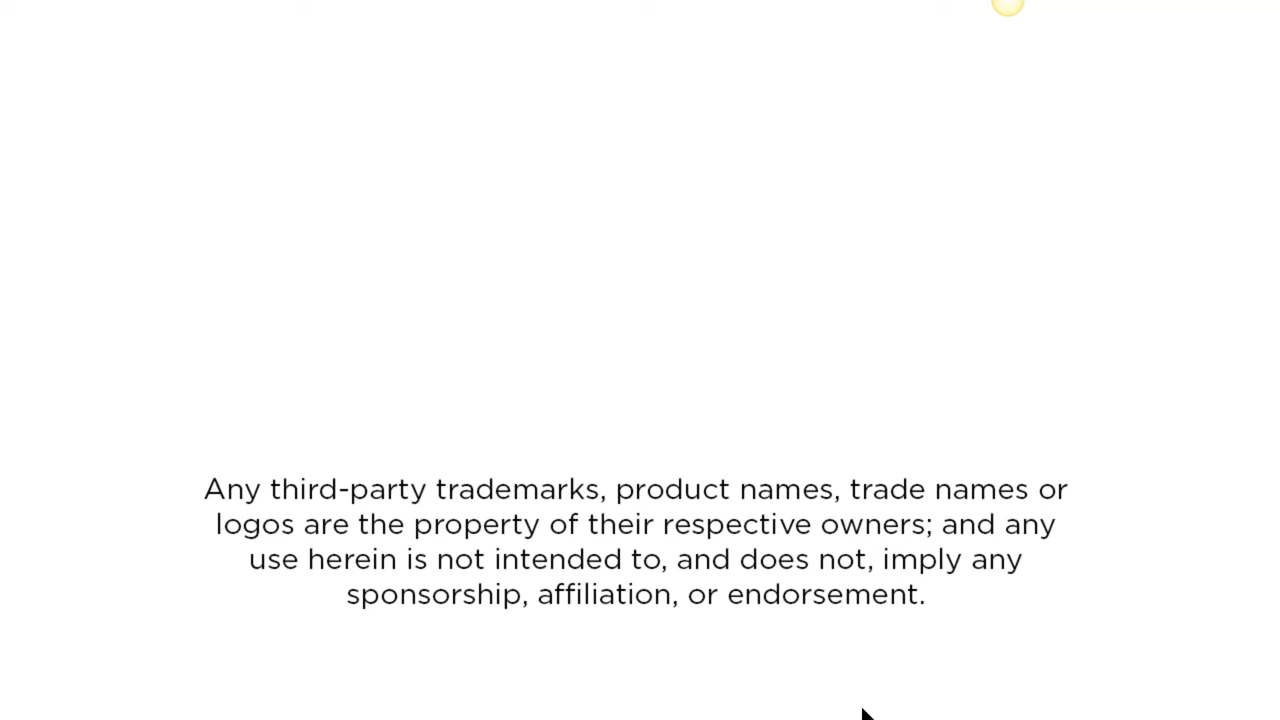 Any third-party trademarks, product names, trade names or
logos are the property of their respective owners; and any
use herein is not intended to, and does not, imply any
sponsorship, affiliation, or endorsement.